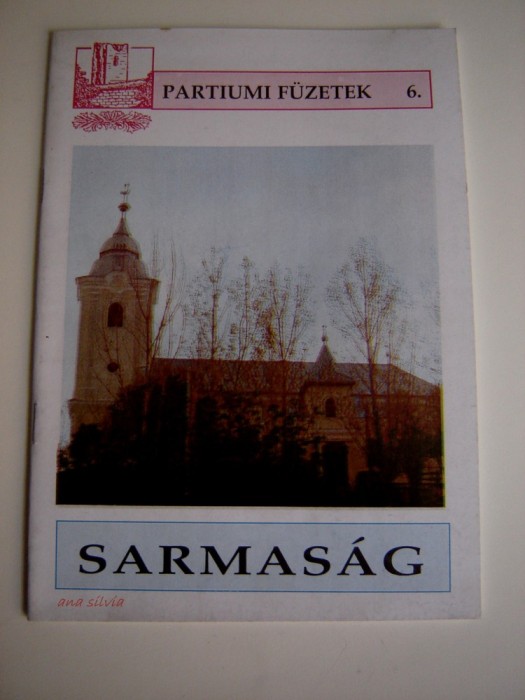 PARTIUMI FÜZETEK 6.
SARMASÁG
ana silvia